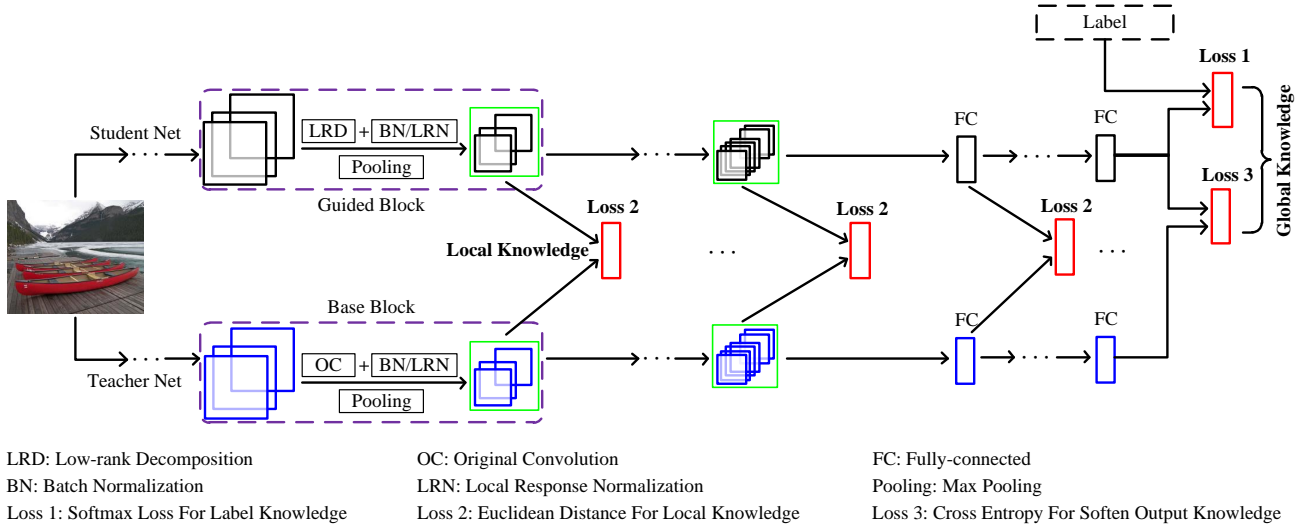 Label
Loss 1
Student Net
LRD + BN/LRN
Pooling
FC
FC
Guided Block
Loss 2
Loss 2
Loss 2
Loss 3
Global Knowledge
Local Knowledge
Base Block
Teacher Net
OC + BN/LRN
Pooling
FC
FC
LRD: Low-rank Decomposition
OC: Original Convolution
FC: Fully-connected
BN: Batch Normalization
LRN: Local Response Normalization
Pooling: Max Pooling
Loss 1: Softmax Loss For Label Knowledge
Loss 2: Euclidean Distance For Local Knowledge
Loss 3: Cross Entropy For Soften Output Knowledge